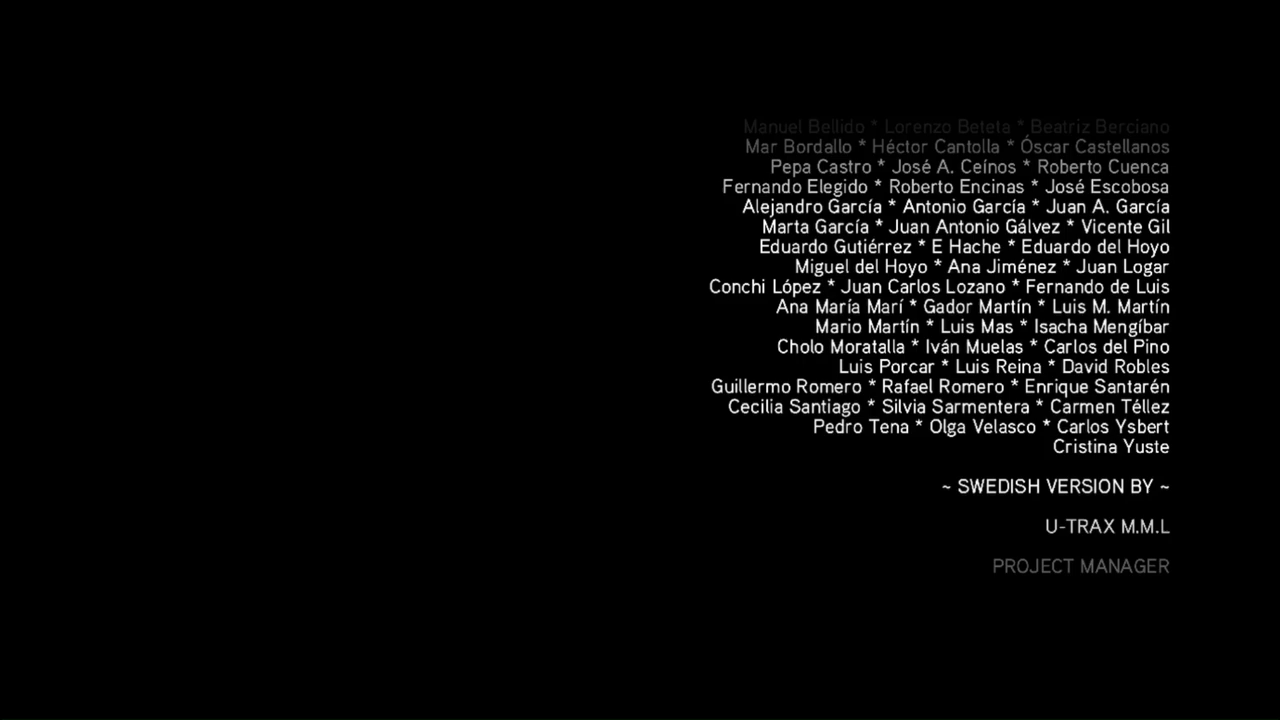 Manuel Bellido * Lorenzo Beteta * Beatriz Berciano
Mar Bordallo * Héctor Cantolla * Óscar Castellanos
Pepa Castro * José A. Ceínos * Roberto Cuenca
Fernando Elegido * Roberto Encinas * José Escobosa
Alejandro García * Antonio García * Juan A. García
Marta García * Juan Antonio Gálvez * Vicente Gil
Eduardo Gutiérrez * E Hache * Eduardo del Hoyo
Miguel del Hoyo * Ana Jiménez * Juan Logar
Conchi López * Juan Carlos Lozano * Fernando de Luis
Ana María Marí * Gador Martín * Luis M. Martín
Mario Martín * Luis Mas * Isacha Mengíbar
Cholo Moratalla * Iván Muelas * Carlos del Pino
Luis Porcar * Luis Reina * David Robles
Guillermo Romero * Rafael Romero * Enrique Santarén
Cecilia Santiago * Silvia Sarmentera * Carmen Téllez
Pedro Tena * Olga Velasco * Carlos Ysbert
Cristina Yuste
~ SWEDISH VERSION BY ~
U-TRAX M.M.L
PROJECT MANAGER